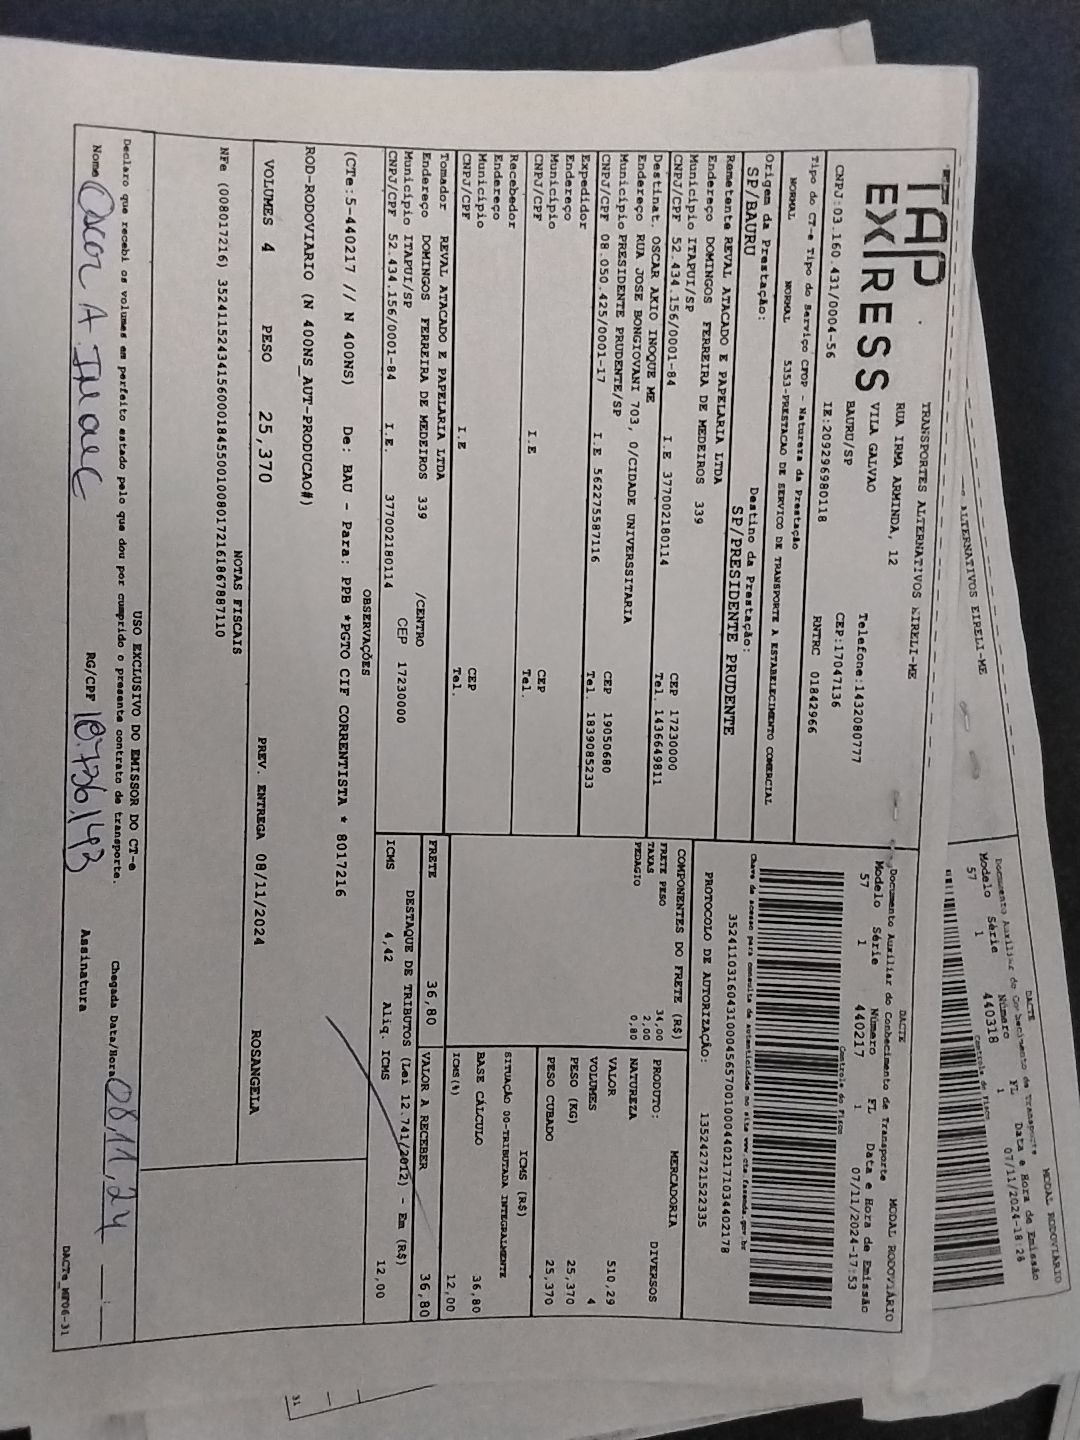 TAP EXPRESS
TRANSPORTES ALTERNATIVOS EIRELI-ME
RUA IRMA ARMINDA, 12
VILA GALVAO
BAURU/SP
Telefone:1432080777
CEP:17047136
CNPJ:03.160.431/0004-56 IE:209296980118 RNTRC 01842966
DACTE MODAL RODOVIÁRIO
Documento Auxiliar do Conhecimento de Transporte
Modelo Série Número FL Data e Hora de Emissão
57 1 440217 1 07/11/2024-17:53
Controle do Fisco
Chave de acesso para consulta de autenticidade no site www.cte.fazenda.gov.br
35241103160431000456570010004402171034402178
PROTOCOLO DE AUTORIZAÇÃO: 135242721522335
Tipo do CT-e Tipo do Serviço CFOP - Natureza da Prestação
NORMAL NORMAL 5353-PRESTACAO DE SERVICO DE TRANSPORTE A ESTABELECIMENTO COMERCIAL
Origem da Prestação: Destino da Prestação:
SP/BAURU SP/PRESIDENTE PRUDENTE
Remetente REVAL ATACADO E PAPELARIA LTDA
Endereço DOMINGOS FERREIRA DE MEDEIROS 339
Município ITAPUI/SP CEP 17230000
CNPJ/CPF 52.434.156/0001-84 I.E 377002180114 Tel. 1436649811
Destinat. OSCAR AKIO INOQUE ME
Endereço RUA JOSE BONGIOVANI 703, 0/CIDADE UNIVERSSITARIA
Município PRESIDENTE PRUDENTE/SP CEP 19050680
CNPJ/CPF 08.050.425/0001-17 I.E 562275587116 Tel. 1839085233
Expedidor
Endereço
Município CEP
CNPJ/CPF I.E Tel.
Recebedor
Endereço
Município CEP
CNPJ/CPF I.E Tel.
Tomador REVAL ATACADO E PAPELARIA LTDA
Endereço DOMINGOS FERREIRA DE MEDEIROS 339 /CENTRO
Município ITAPUI/SP CEP 17230000
CNPJ/CPF 52.434.156/0001-84 I.E. 377002180114
COMPONENTES DO FRETE (R$)
FRETE PESO 34,00
TAXAS 2,00
PEDAGIO 0,80
PRODUTO: MERCADORIA
NATUREZA DIVERSOS
VALOR 510,29
VOLUMES 4
PESO (KG) 25,370
PESO CUBADO 25,370
ICMS (R$)
SITUAÇÃO 00-TRIBUTADA INTEGRALMENTE
BASE CÁLCULO 36,80
ICMS(%) 12,00
FRETE 36,80 VALOR A RECEBER 36,80
DESTAQUE DE TRIBUTOS (Lei 12.741/2012) - Em (R$)
ICMS 4,42 Aliq. ICMS 12,00
OBSERVAÇÕES
(CTe:5-440217 // N 400NS) De: BAU - Para: PPB *PGTO CIF CORRENTISTA * 8017216
ROD-RODOVIARIO (N 400NS_AUT-PRODUCAO#)
VOLUMES 4 PESO 25,370 PREV. ENTREGA 08/11/2024 ROSANGELA
NOTAS FISCAIS
NFe (008017216) 35241152434156000184550010080172161867887110
USO EXCLUSIVO DO EMISSOR DO CT-e
Declaro que recebi os volumes em perfeito estado pelo que dou por cumprido o presente contrato de transporte.
Nome Oscar A. Inoue RG/CPF 10.736.143 Assinatura Chegada Data/Hora 08,11,24
DACTe_MF06-31
ALTERNATIVOS EIRELI-ME
DACTE MODAL RODOVIÁRIO
Documento Auxiliar do Conhecimento de Transporte
Modelo Série Número FL Data e Hora de Emissão
57 1 440318 1 07/11/2024-18:28
Controle do Fisco
31